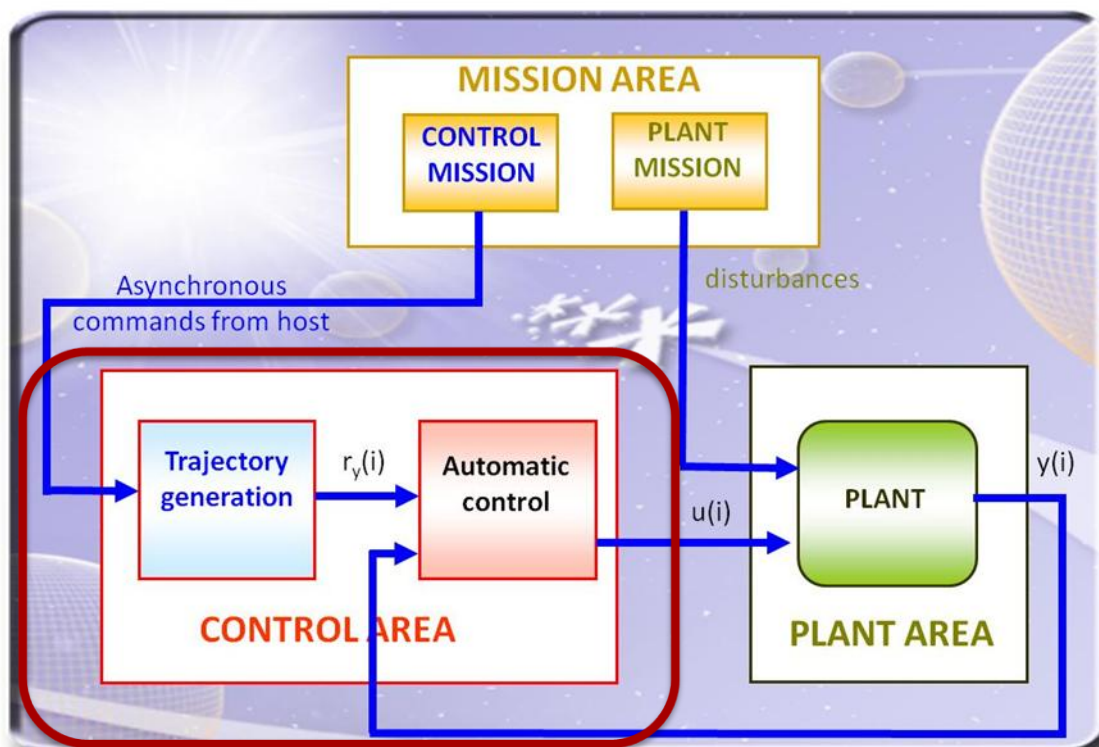 MISSION AREA
CONTROL
MISSION
PLANT
MISSION
Asynchronous
commands from host
disturbances
Trajectory
generation
r_y(i)
Automatic
control
u(i)
PLANT
y(i)
CONTROL AREA
PLANT AREA